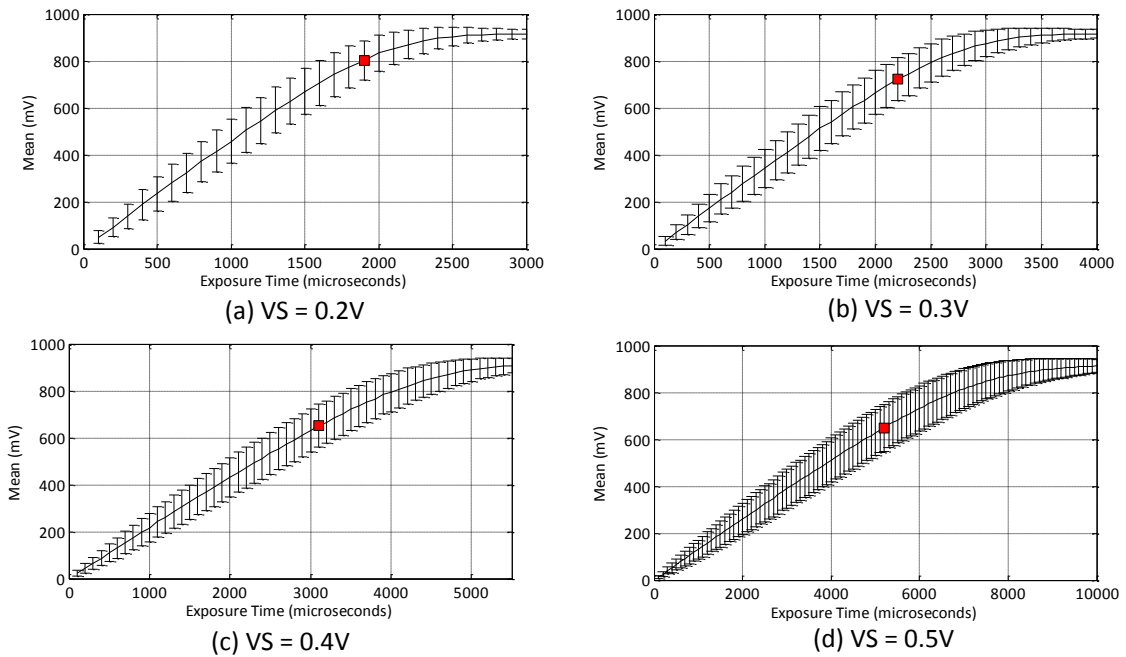 1000
800
600
400
200
0
Mean (mV)
0 500 1000 1500 2000 2500 3000
Exposure Time (microseconds)
(a) VS = 0.2V
1000
800
600
400
200
0
Mean (mV)
0 500 1000 1500 2000 2500 3000 3500 4000
Exposure Time (microseconds)
(b) VS = 0.3V
1000
800
600
400
200
0
Mean (mV)
0 1000 2000 3000 4000 5000
Exposure Time (microseconds)
(c) VS = 0.4V
1000
800
600
400
200
0
Mean (mV)
0 2000 4000 6000 8000 10000
Exposure Time (microseconds)
(d) VS = 0.5V